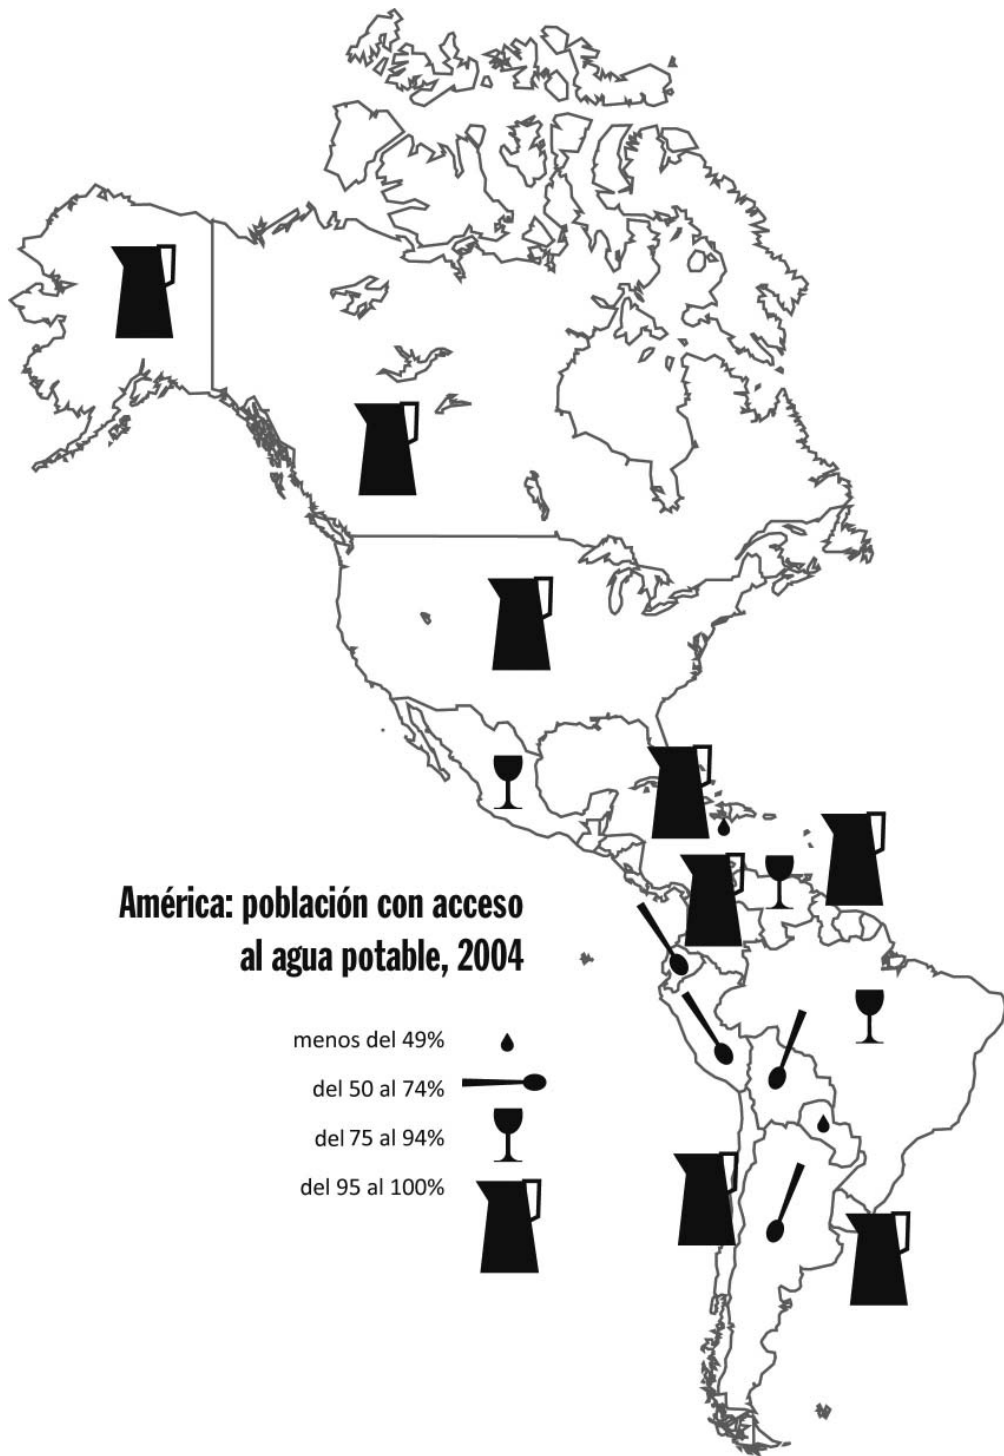 América: población con acceso
al agua potable, 2004
menos del 49%
del 50 al 74%
del 75 al 94%
del 95 al 100%